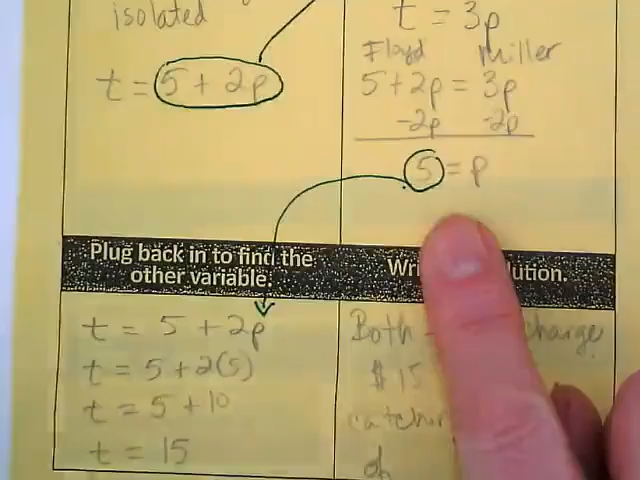 isolated
t = 5 + 2p
t = 3p
Floyd Miller
5+2p = 3p
-2p -2p
5 = p
Plug back in to find the
other variable.
t = 5 + 2p
t = 5 + 2(5)
t = 5 + 10
t = 15
Both charge
$15